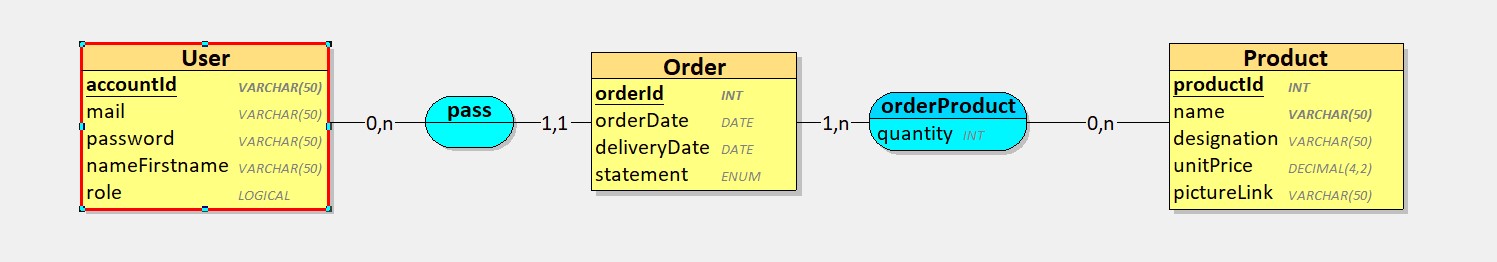 User
accountId VARCHAR(50)
mail VARCHAR(50)
password VARCHAR(50)
nameFirstname VARCHAR(50)
role LOGICAL
0,n
pass
1,1
Order
orderId INT
orderDate DATE
deliveryDate DATE
statement ENUM
1,n
orderProduct
quantity INT
0,n
Product
productId INT
name VARCHAR(50)
designation VARCHAR(50)
unitPrice DECIMAL(4,2)
pictureLink VARCHAR(50)